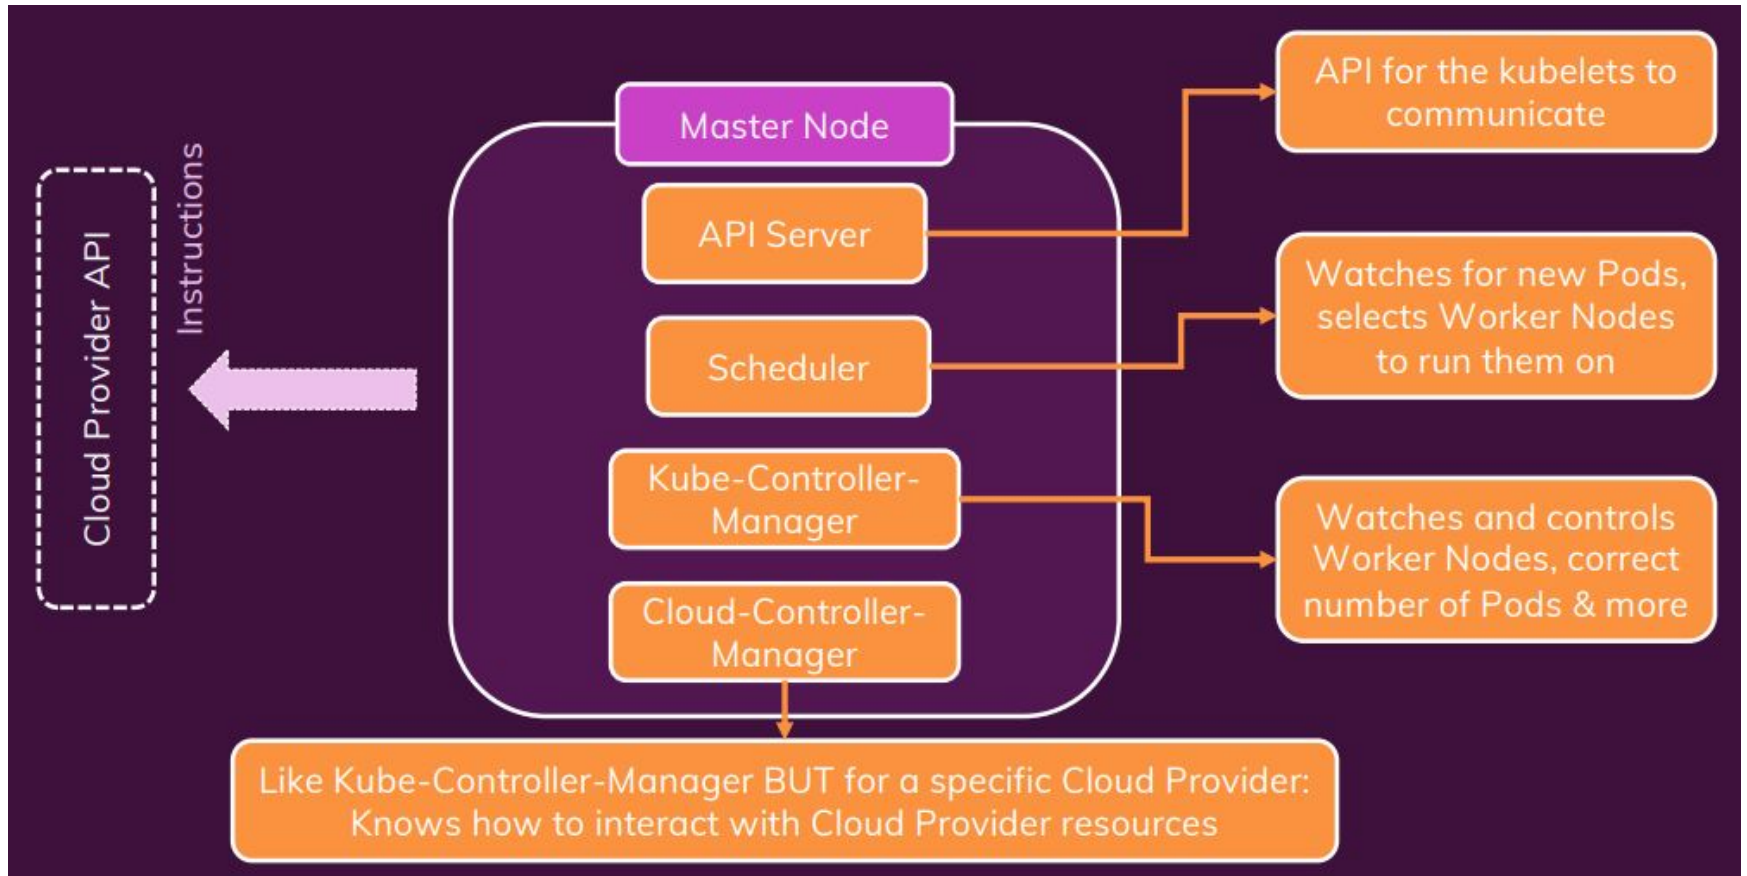 Cloud Provider API
Instructions
Master Node
API Server
Scheduler
Kube-Controller-
Manager
Cloud-Controller-
Manager
API for the kubelets to
communicate
Watches for new Pods,
selects Worker Nodes
to run them on
Watches and controls
Worker Nodes, correct
number of Pods & more
Like Kube-Controller-Manager BUT for a specific Cloud Provider:
Knows how to interact with Cloud Provider resources